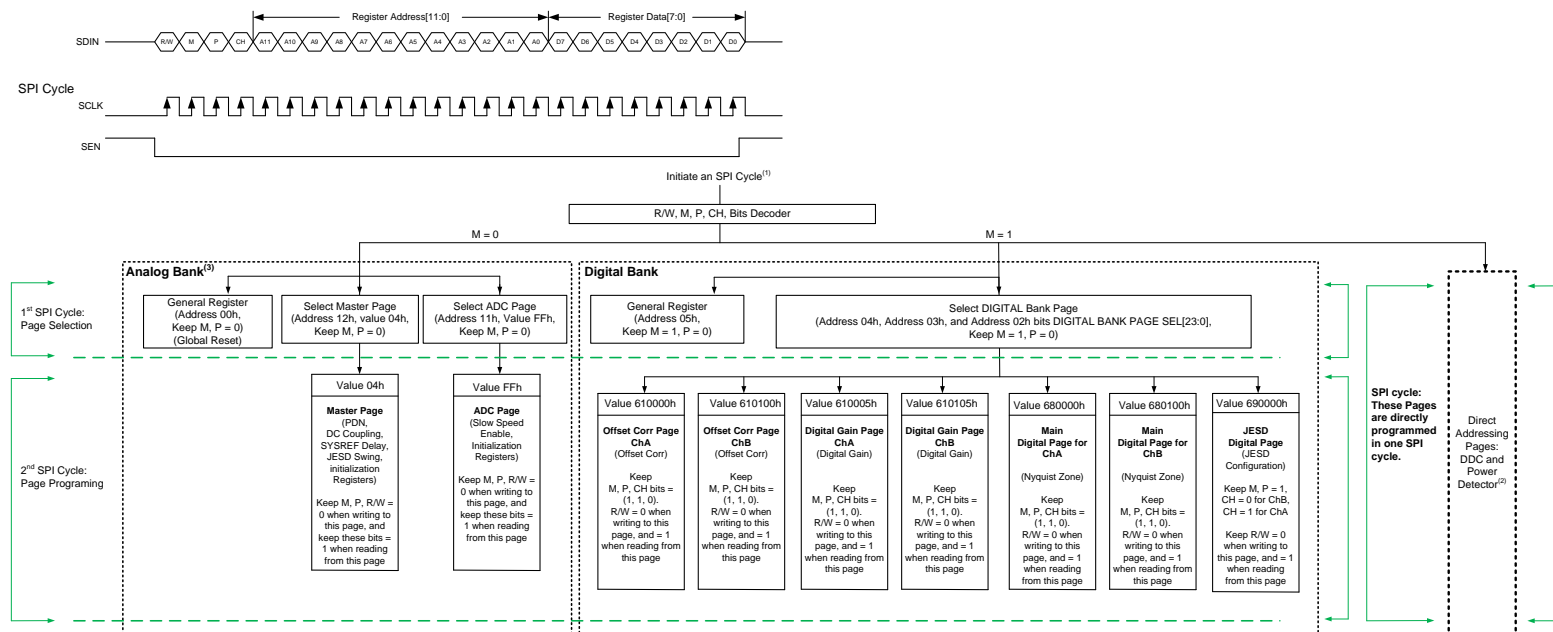 Register Address[11:0]
Register Data[7:0]
SDIN
R/W M P CH A11 A10 A9 A8 A7 A6 A5 A4 A3 A2 A1 A0 D7 D6 D5 D4 D3 D2 D1 D0
SPI Cycle
SCLK
SEN
Initiate an SPI Cycle(1)
R/W, M, P, CH, Bits Decoder
M = 0
M = 1
Analog Bank(3)
Digital Bank
1st SPI Cycle:
Page Selection
General Register
(Address 00h,
Keep M, P = 0)
(Global Reset)
Select Master Page
(Address 12h, value 04h,
Keep M, P = 0)
Select ADC Page
(Address 11h, Value FFh,
Keep M, P = 0)
General Register
(Address 05h,
Keep M = 1, P = 0)
Select DIGITAL Bank Page
(Address 04h, Address 03h, and Address 02h bits DIGITAL BANK PAGE SEL[23:0],
Keep M = 1, P = 0)
2nd SPI Cycle:
Page Programing
Value 04h
Master Page
(PDN,
DC Coupling,
SYSREF Delay,
JESD Swing,
initialization
Registers)
Keep M, P, R/W =
0 when writing to
this page, and
keep these bits =
1 when reading
from this page
Value FFh
ADC Page
(Slow Speed
Enable,
Initialization
Registers)
Keep M, P, R/W =
0 when writing to
this page, and
keep these bits =
1 when reading
from this page
Value 610000h
Offset Corr Page
ChA
(Offset Corr)
Keep
M, P, CH bits =
(1, 1, 0).
R/W = 0 when
writing to this
page, and = 1
when reading from
this page
Value 610100h
Offset Corr Page
ChB
(Offset Corr)
Keep
M, P, CH bits =
(1, 1, 0).
R/W = 0 when
writing to this
page, and = 1
when reading from
this page
Value 610005h
Digital Gain Page
ChA
(Digital Gain)
Keep
M, P, CH bits =
(1, 1, 0).
R/W = 0 when
writing to this
page, and = 1
when reading from
this page
Value 610105h
Digital Gain Page
ChB
(Digital Gain)
Keep
M, P, CH bits =
(1, 1, 0).
R/W = 0 when
writing to this
page, and = 1
when reading from
this page
Value 680000h
Main
Digital Page for
ChA
(Nyquist Zone)
Keep
M, P, CH bits =
(1, 1, 0).
R/W = 0 when
writing to this
page, and = 1
when reading
from this page
Value 680100h
Main
Digital Page for
ChB
(Nyquist Zone)
Keep
M, P, CH bits =
(1, 1, 0).
R/W = 0 when
writing to this
page, and = 1
when reading from
this page
Value 690000h
JESD
Digital Page
(JESD
Configuration)
Keep M, P = 1,
CH = 0 for ChB,
CH = 1 for ChA
Keep R/W = 0
when writing to
this page, and = 1
when reading from
this page
SPI cycle:
These Pages
are directly
programmed
in one SPI
cycle.
Direct
Addressing
Pages:
DDC and
Power
Detector(2)